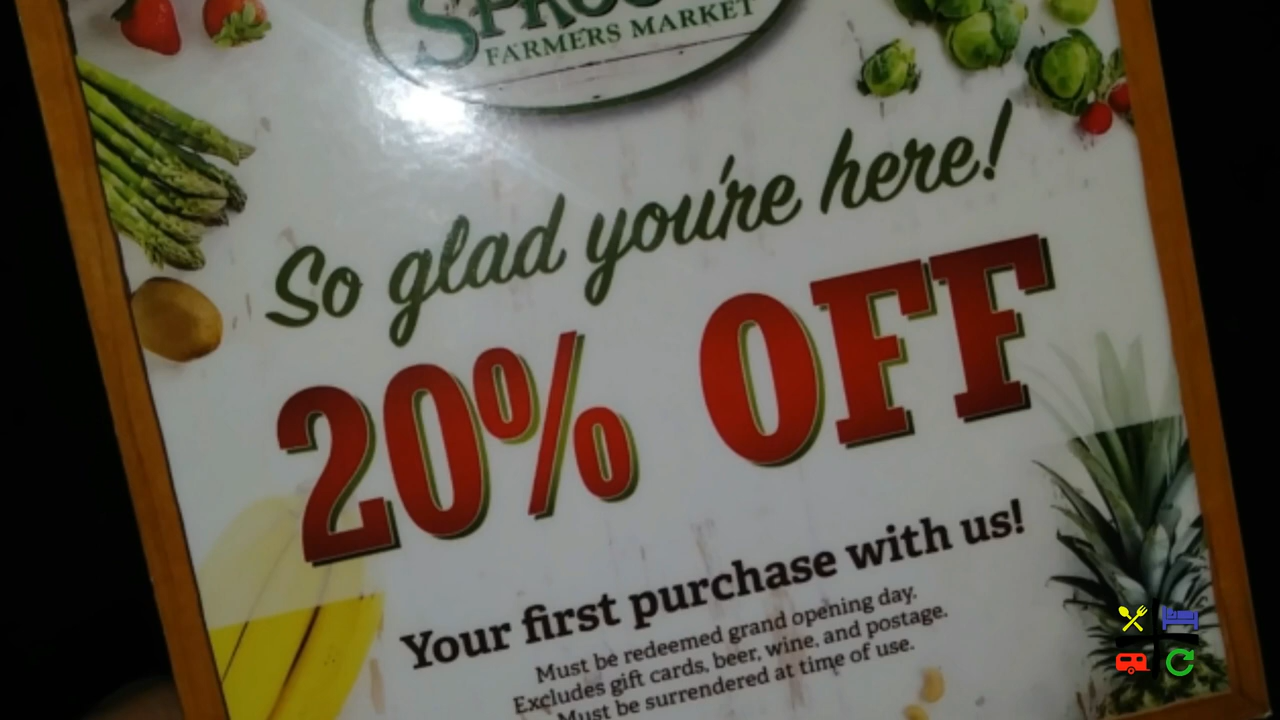 SPROUTS
FARMERS MARKET
So glad you're here!
20% OFF
Your first purchase with us!
Must be redeemed grand opening day.
Excludes gift cards, beer, wine, and postage.
Must be surrendered at time of use.